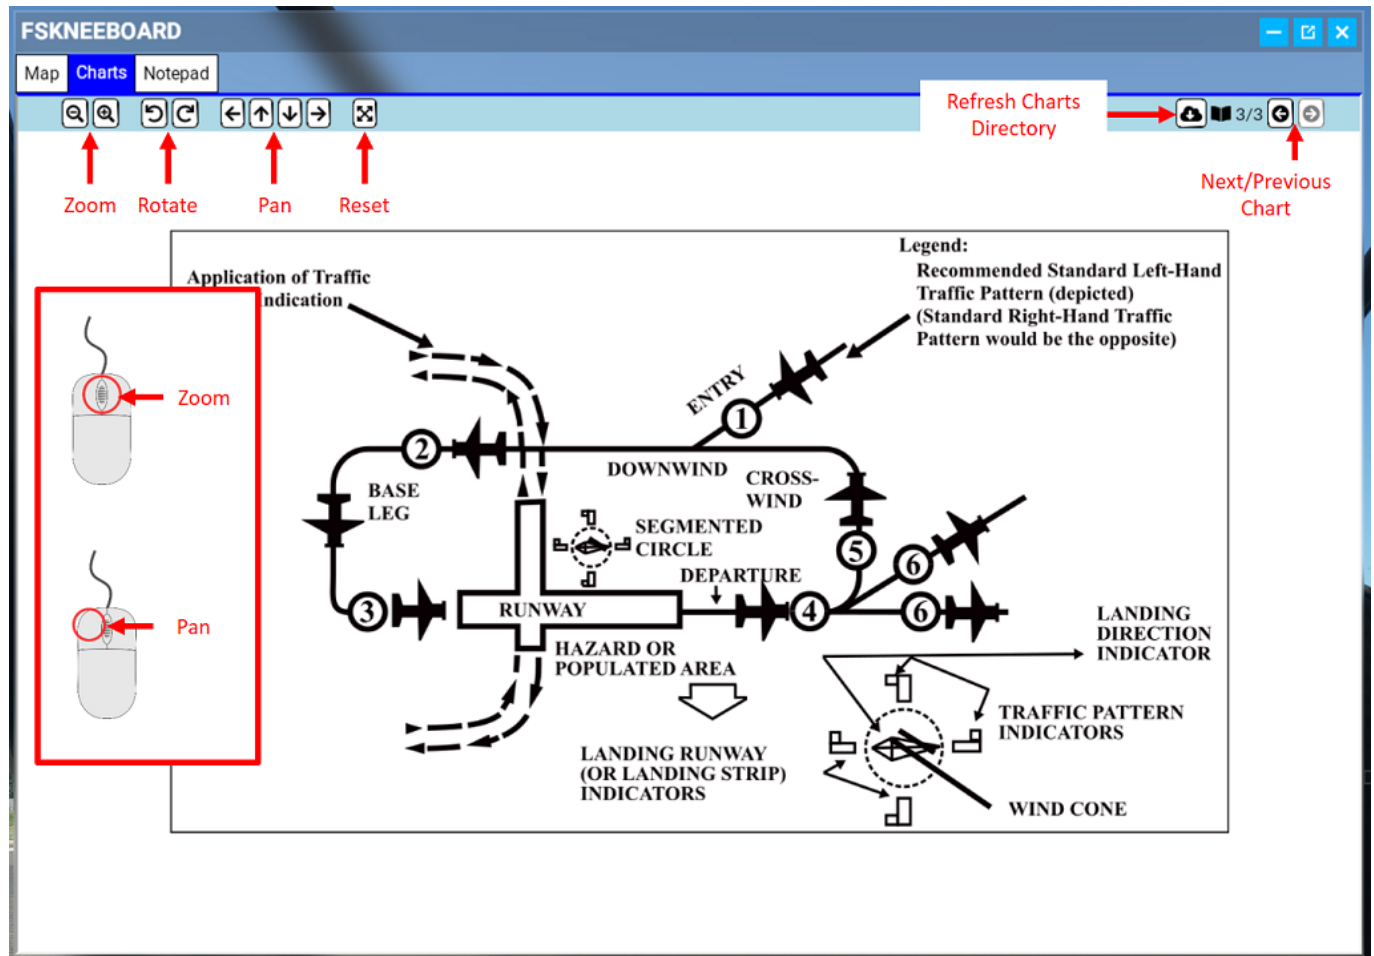 FSKNEEBOARD
Map Charts Notepad
3/3
Refresh Charts
Directory
Zoom Rotate Pan Reset
Next/Previous
Chart
Legend:
Recommended Standard Left-Hand
Traffic Pattern (depicted)
(Standard Right-Hand Traffic
Pattern would be the opposite)
Application of Traffic
ndication
Zoom
Pan
ENTRY
1
2
DOWNWIND
CROSS-
WIND
BASE
LEG
SEGMENTED
CIRCLE
5
6
DEPARTURE
3
RUNWAY
4
6
HAZARD OR
POPULATED AREA
LANDING
DIRECTION
INDICATOR
TRAFFIC PATTERN
INDICATORS
LANDING RUNWAY
(OR LANDING STRIP)
INDICATORS
WIND CONE